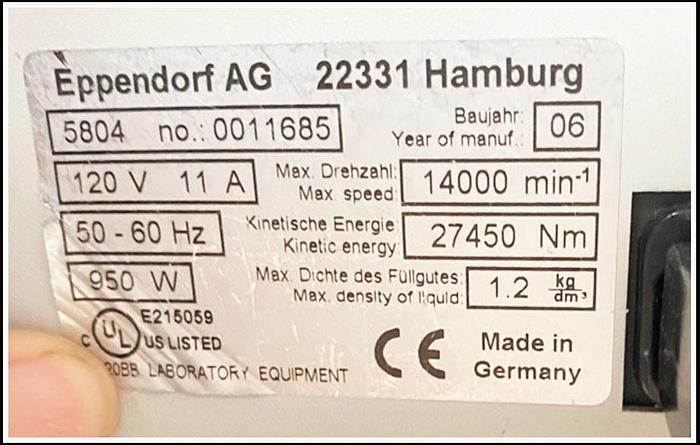 Eppendorf AG 22331 Hamburg
5804 no.: 0011685
Baujahr:
Year of manuf.:
06
120 V 11 A
Max. Drehzahl:
Max. speed:
14000 min⁻¹
50 - 60 Hz
Kinetische Energie
Kinetic energy:
27450 Nm
950 W
Max. Dichte des Füllgutes:
Max. density of liquid:
1.2 kg/dm³
C UL US LISTED
E215059
LABORATORY EQUIPMENT
CE
Made in
Germany